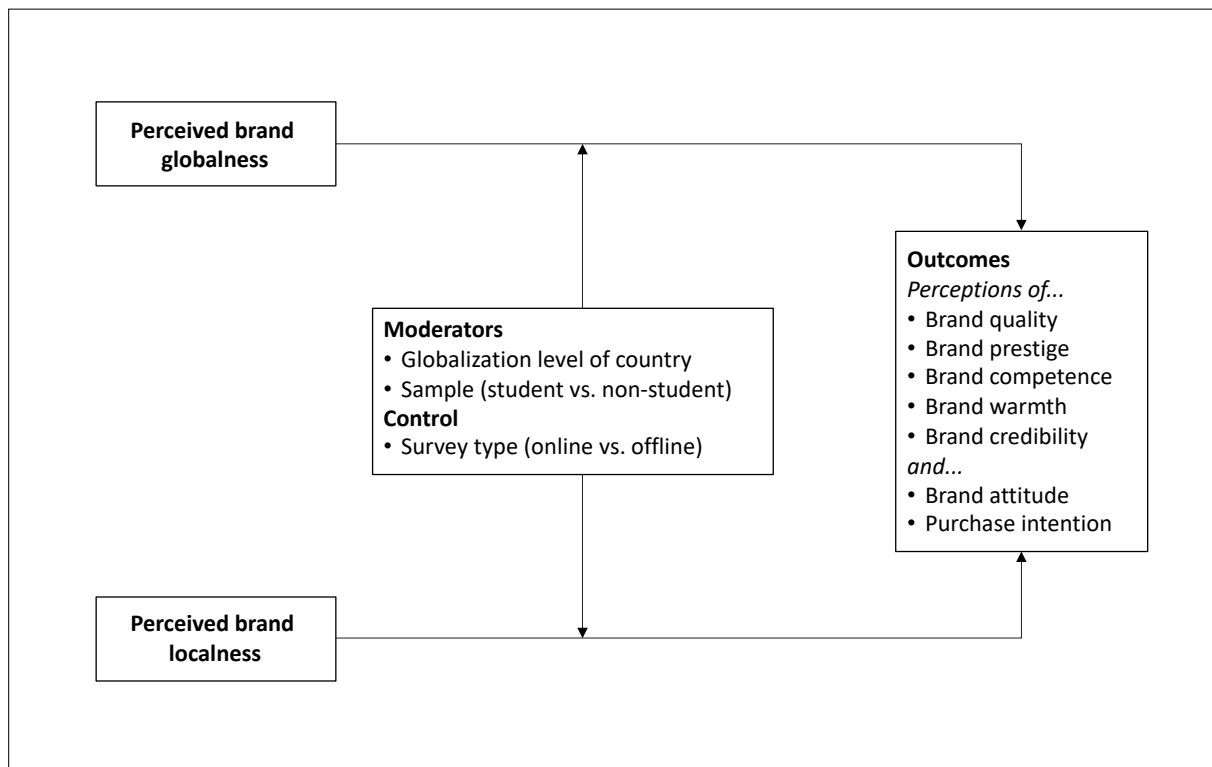 Perceived brand
globalness
Moderators
• Globalization level of country
• Sample (student vs. non-student)
Control
• Survey type (online vs. offline)
Outcomes
Perceptions of...
• Brand quality
• Brand prestige
• Brand competence
• Brand warmth
• Brand credibility
and...
• Brand attitude
• Purchase intention
Perceived brand
localness